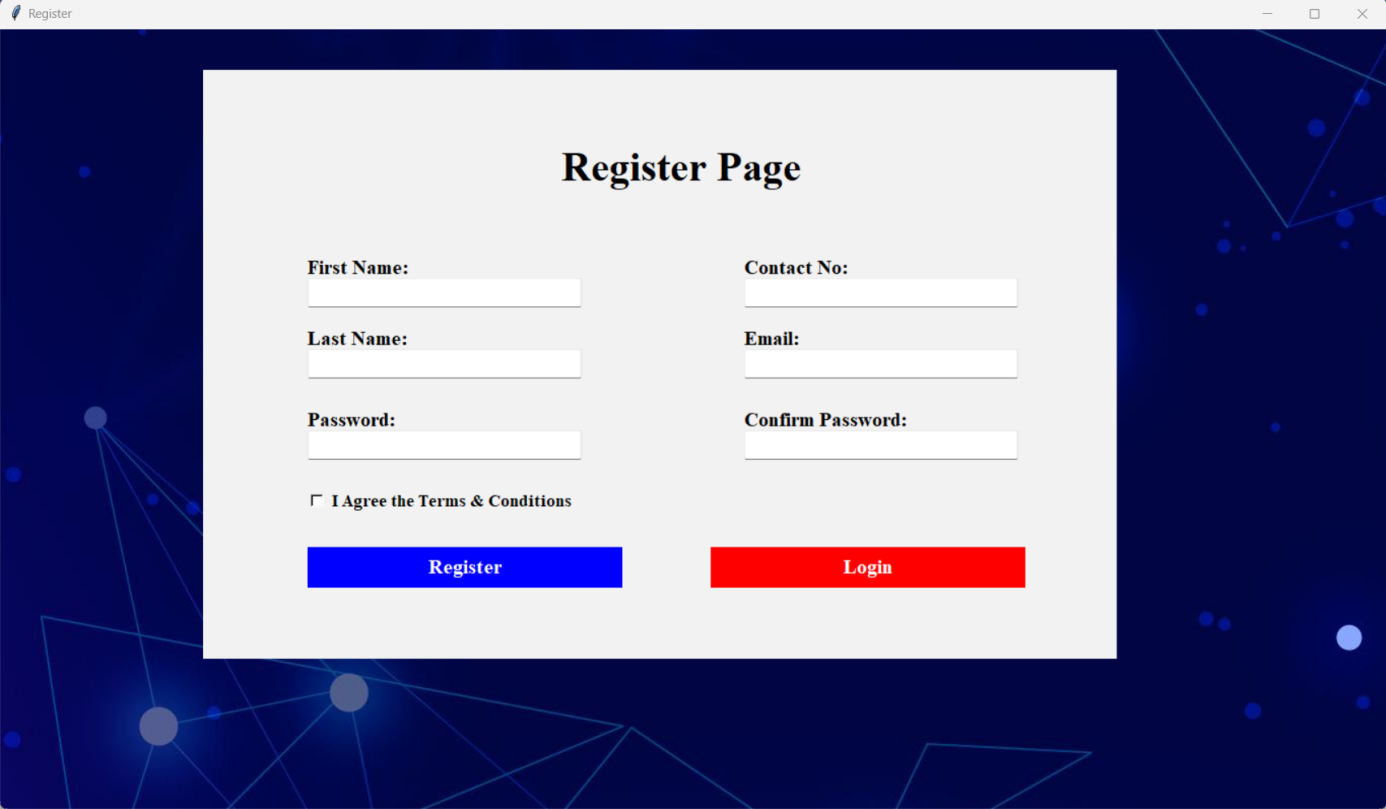 Register
Register Page
First Name:
Contact No:
Last Name:
Email:
Password:
Confirm Password:
I Agree the Terms & Conditions
Register
Login